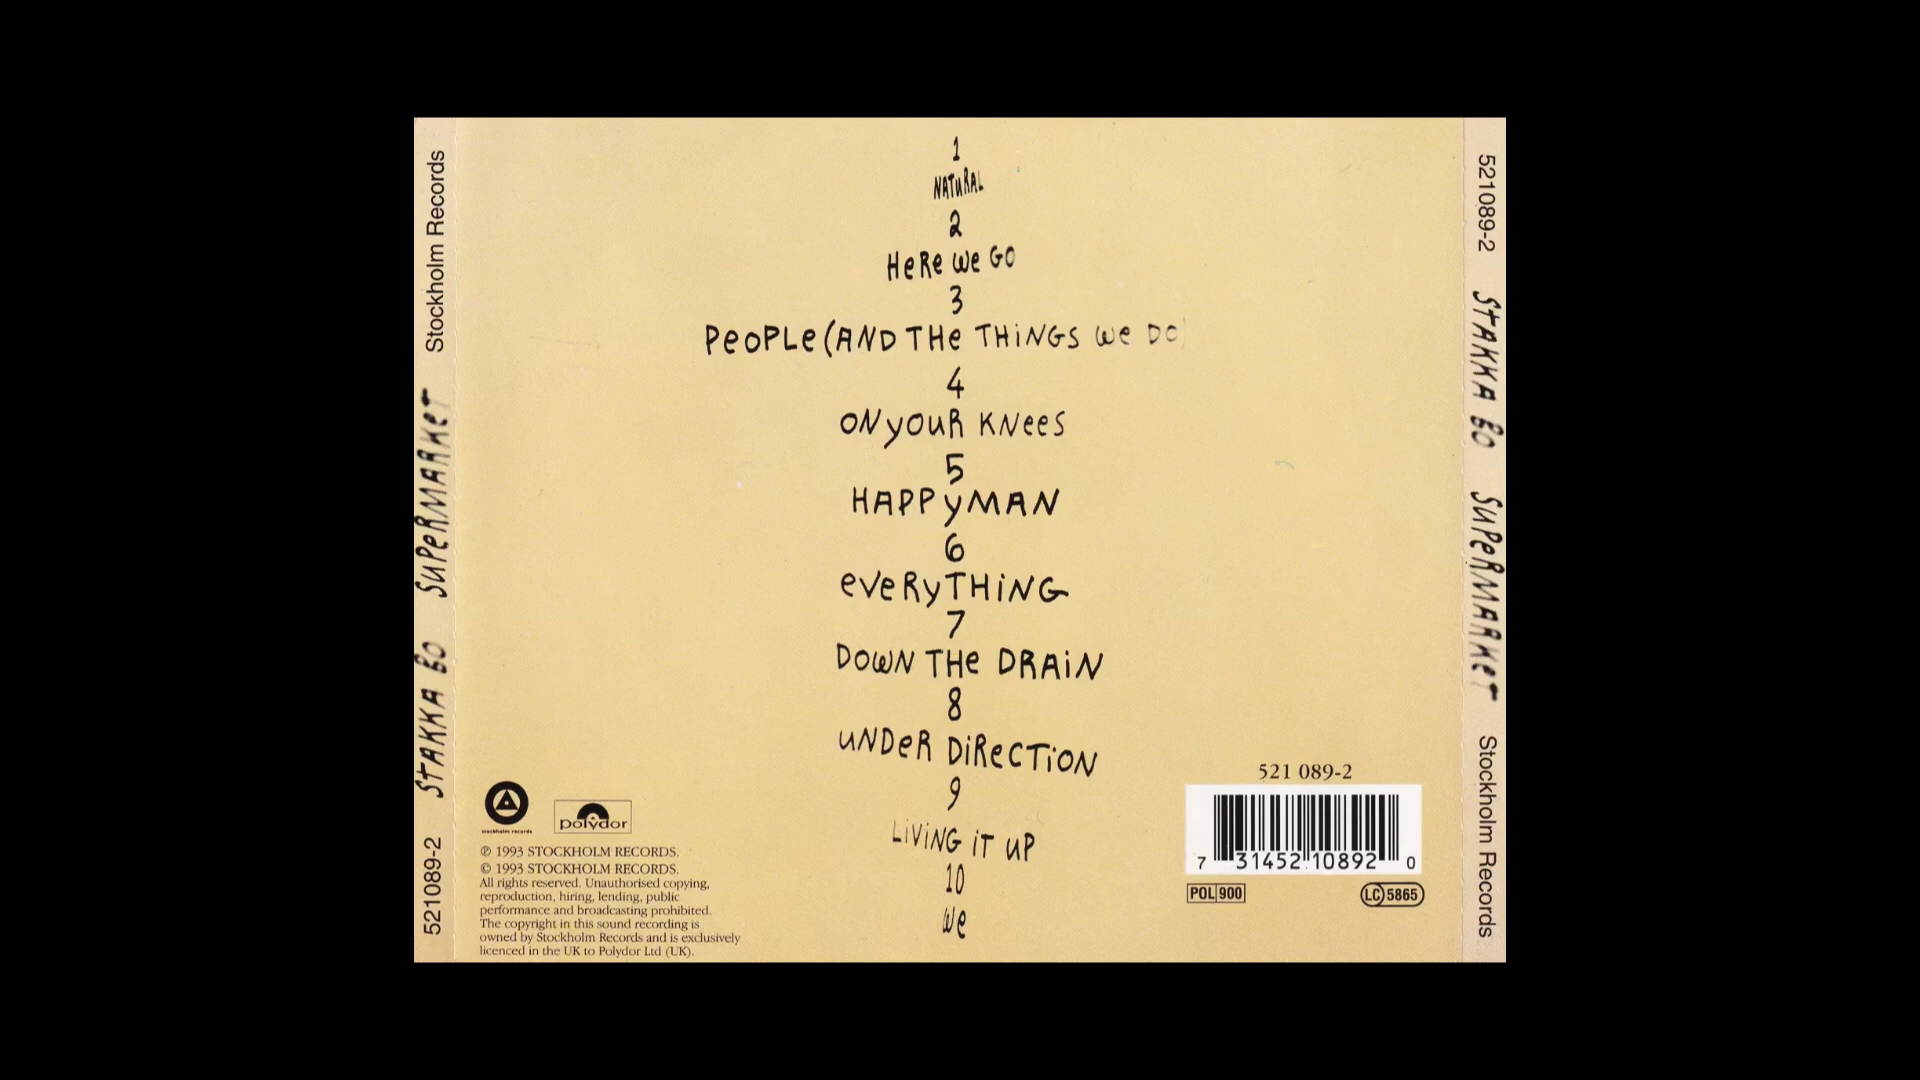 Stockholm Records
SUPERMARKET
STAKKA BO
521089-2
1
NATURAL
2
HERE WE GO
3
PEOPLE (AND THE THINGS WE DO)
4
ON YOUR KNEES
5
HAPPYMAN
6
EVERYTHING
7
DOWN THE DRAIN
8
UNDER DIRECTION
9
LIVING IT UP
10
WE
stockholm records
polydor
℗ 1993 STOCKHOLM RECORDS.
© 1993 STOCKHOLM RECORDS.
All rights reserved. Unauthorised copying,
reproduction, hiring, lending, public
performance and broadcasting prohibited.
The copyright in this sound recording is
owned by Stockholm Records and is exclusively
licenced in the UK to Polydor Ltd (UK).
521 089-2
7 31452 10892 0
POL 900
LC 5865
521089-2
STAKKA BO
SUPERMARKET
Stockholm Records